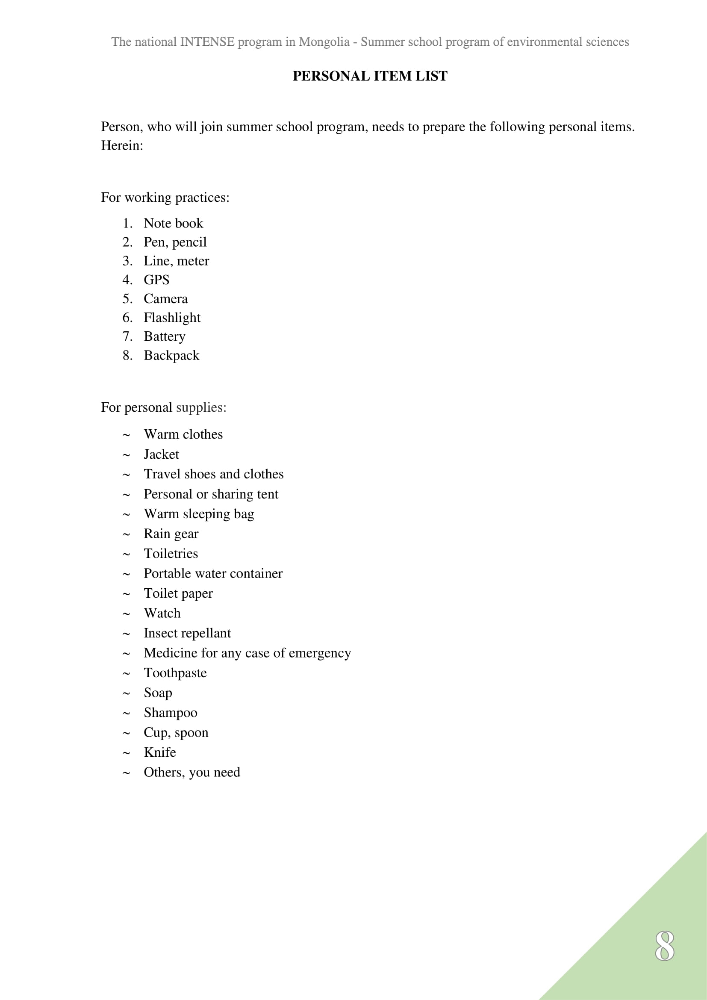 The national INTENSE program in Mongolia - Summer school program of environmental sciences
PERSONAL ITEM LIST
Person, who will join summer school program, needs to prepare the following personal items.
Herein:
For working practices:
1. Note book
2. Pen, pencil
3. Line, meter
4. GPS
5. Camera
6. Flashlight
7. Battery
8. Backpack
For personal supplies:
~ Warm clothes
~ Jacket
~ Travel shoes and clothes
~ Personal or sharing tent
~ Warm sleeping bag
~ Rain gear
~ Toiletries
~ Portable water container
~ Toilet paper
~ Watch
~ Insect repellant
~ Medicine for any case of emergency
~ Toothpaste
~ Soap
~ Shampoo
~ Cup, spoon
~ Knife
~ Others, you need
8